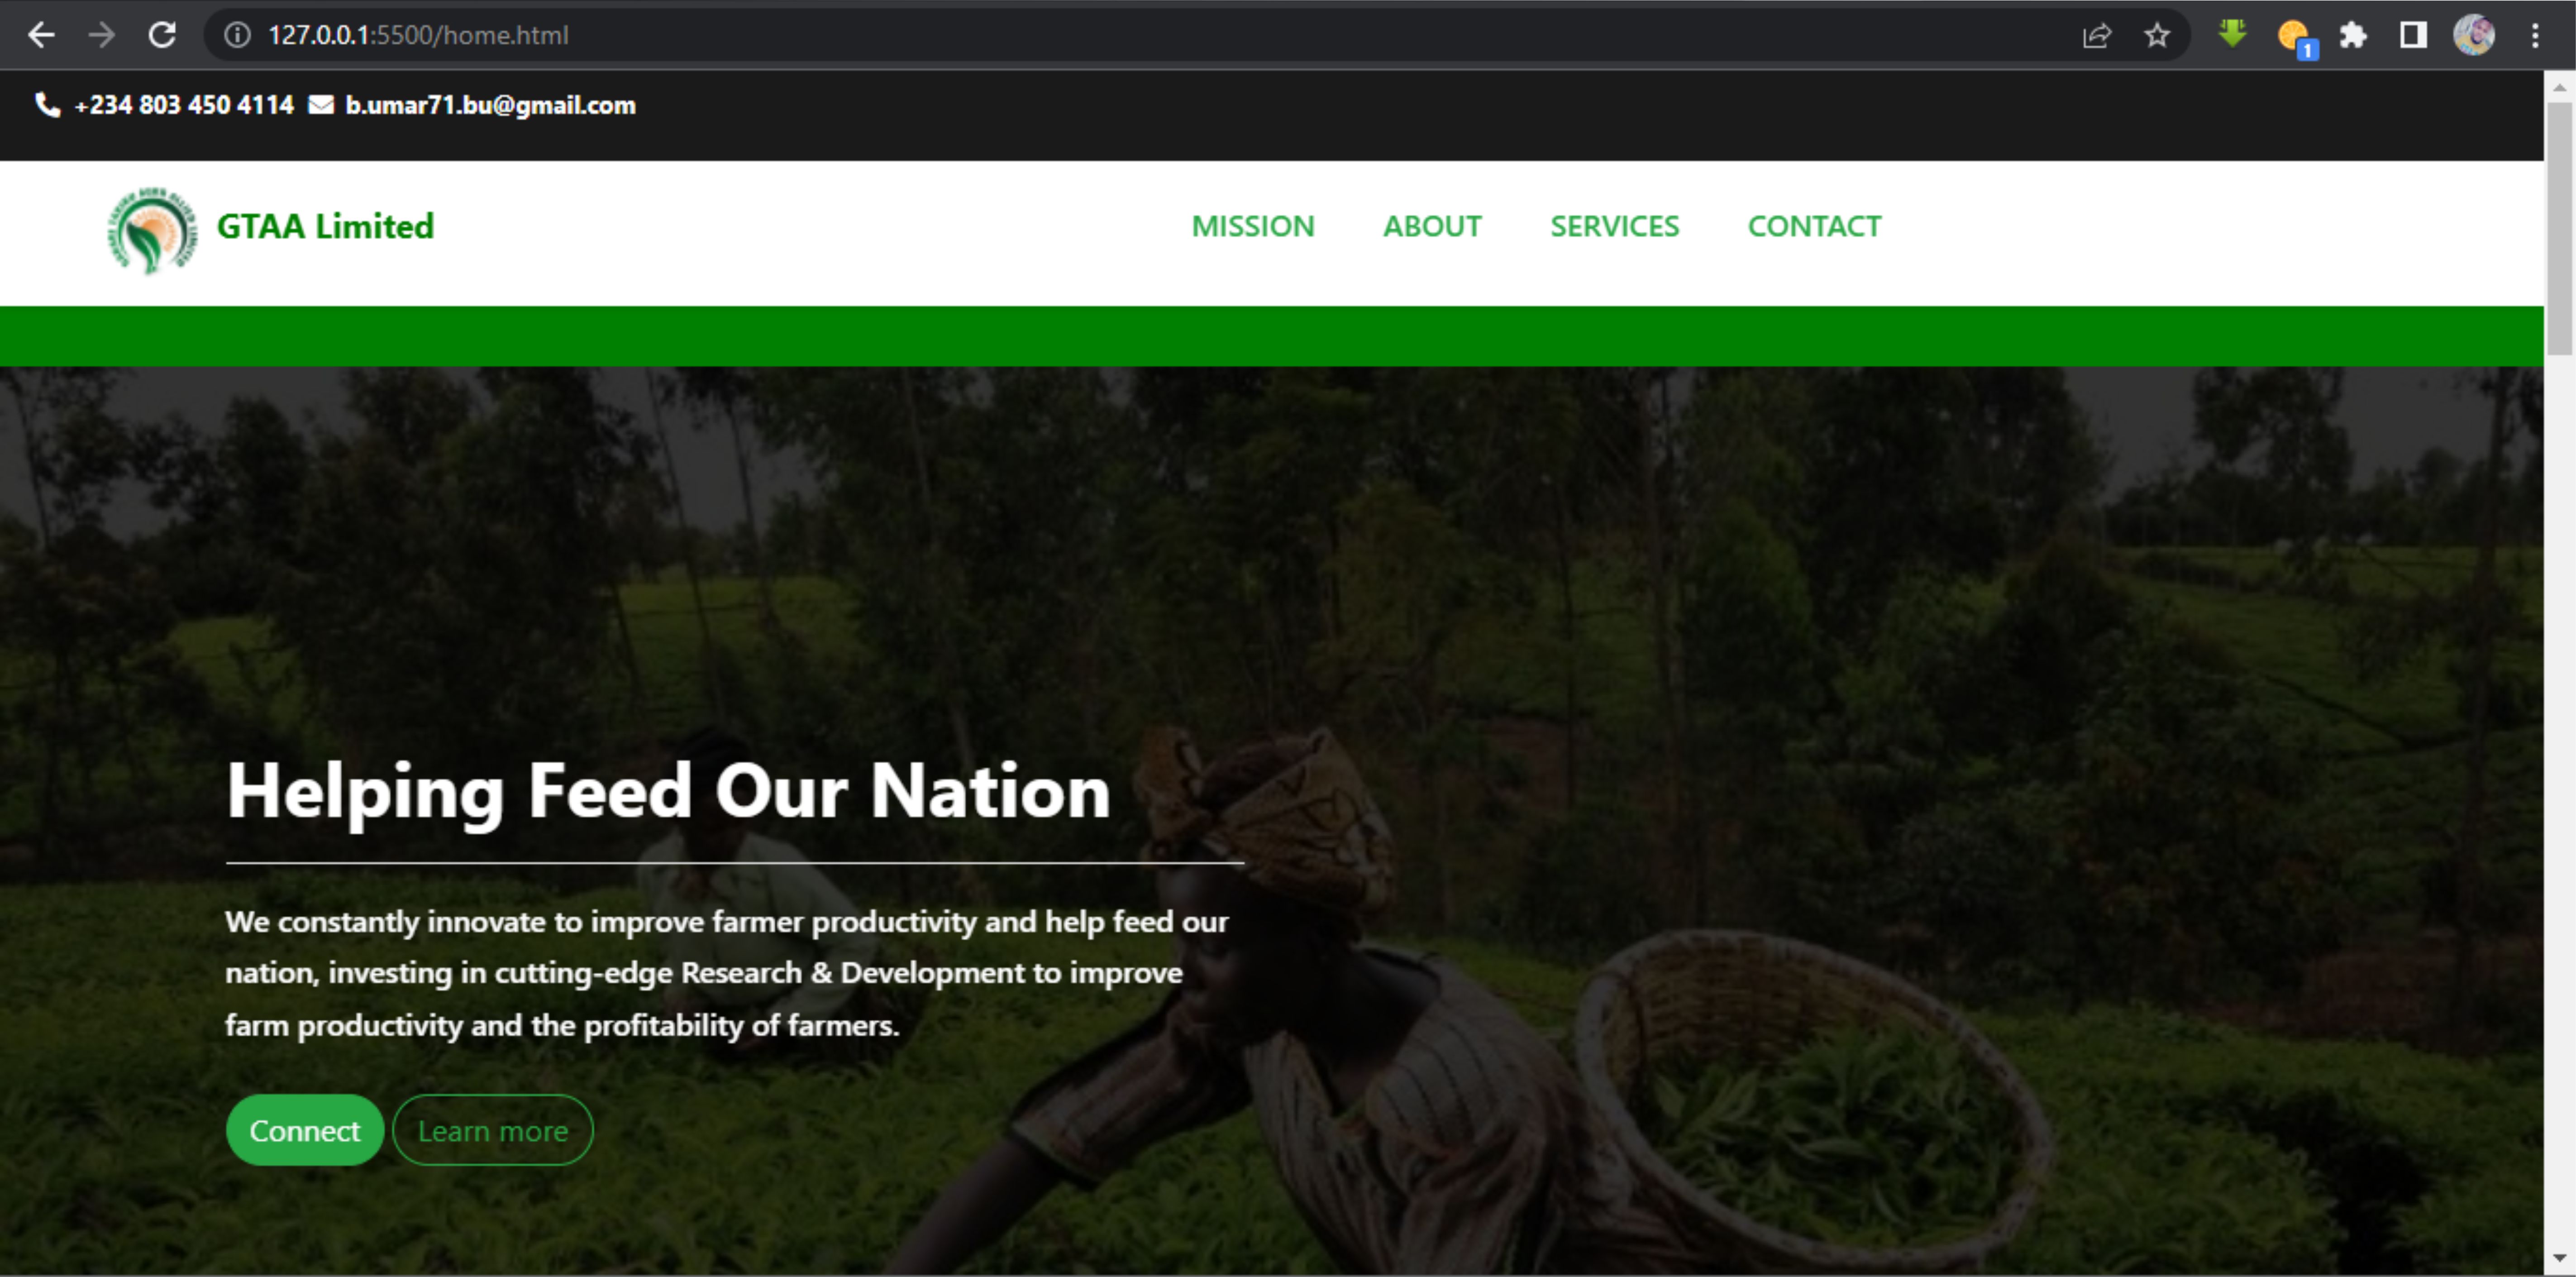 127.0.0.1:5500/home.html
1
+234 803 450 4114 b.umar71.bu@gmail.com
GTAA Limited
MISSION ABOUT SERVICES CONTACT
Helping Feed Our Nation
We constantly innovate to improve farmer productivity and help feed our
nation, investing in cutting-edge Research & Development to improve
farm productivity and the profitability of farmers.
Connect Learn more